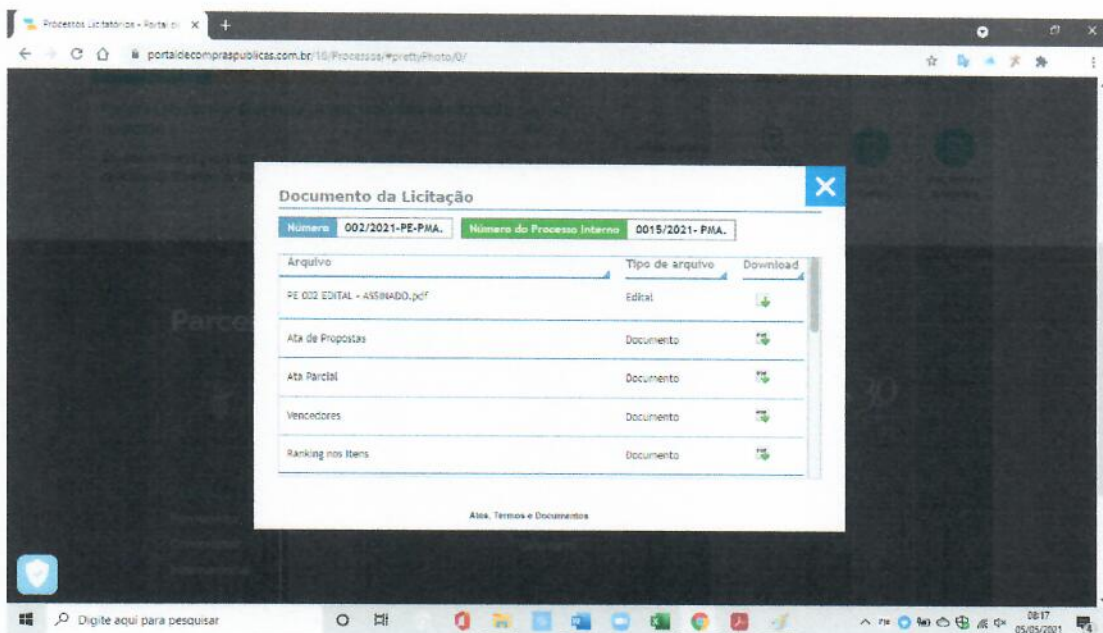 Processos Licitatórios - Portal
portaldecompraspublicas.com.br/18/Processos/#prettyPhoto/0/
Documento da Licitação
Número 002/2021-PE-PMA. Número do Processo Interno 0015/2021- PMA.
Arquivo Tipo de arquivo Download
PE 002 EDITAL - ASSINADO.pdf Edital
Ata de Propostas Documento
Ata Parcial Documento
Vencedores Documento
Ranking nos Itens Documento
Atos, Termos e Documentos
Parce
30
Digite aqui para pesquisar
08:17
05/05/2021